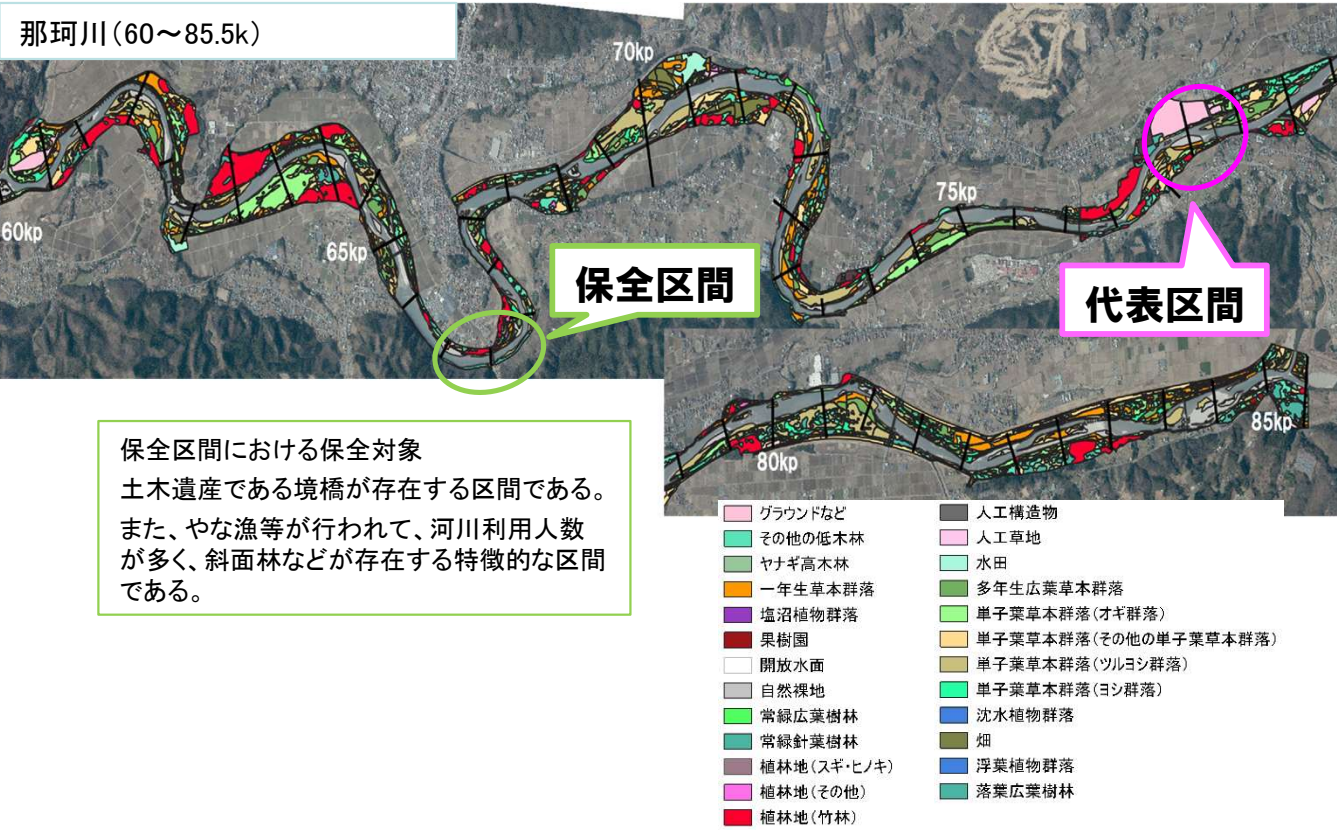 那珂川(60～85.5k)
70kp
60kp
65kp
75kp
保全区間
代表区間
80kp
85kp
保全区間における保全対象
土木遺産である境橋が存在する区間である。
また、やな漁等が行われて、河川利用人数
が多く、斜面林などが存在する特徴的な区間
である。
グラウンドなど
その他の低木林
ヤナギ高木林
一年生草本群落
塩沼植物群落
果樹園
開放水面
自然裸地
常緑広葉樹林
常緑針葉樹林
植林地(スギ・ヒノキ)
植林地(その他)
植林地(竹林)
人工構造物
人工草地
水田
多年生広葉草本群落
単子葉草本群落(オギ群落)
単子葉草本群落(その他の単子葉草本群落)
単子葉草本群落(ツルヨシ群落)
単子葉草本群落(ヨシ群落)
沈水植物群落
畑
浮葉植物群落
落葉広葉樹林